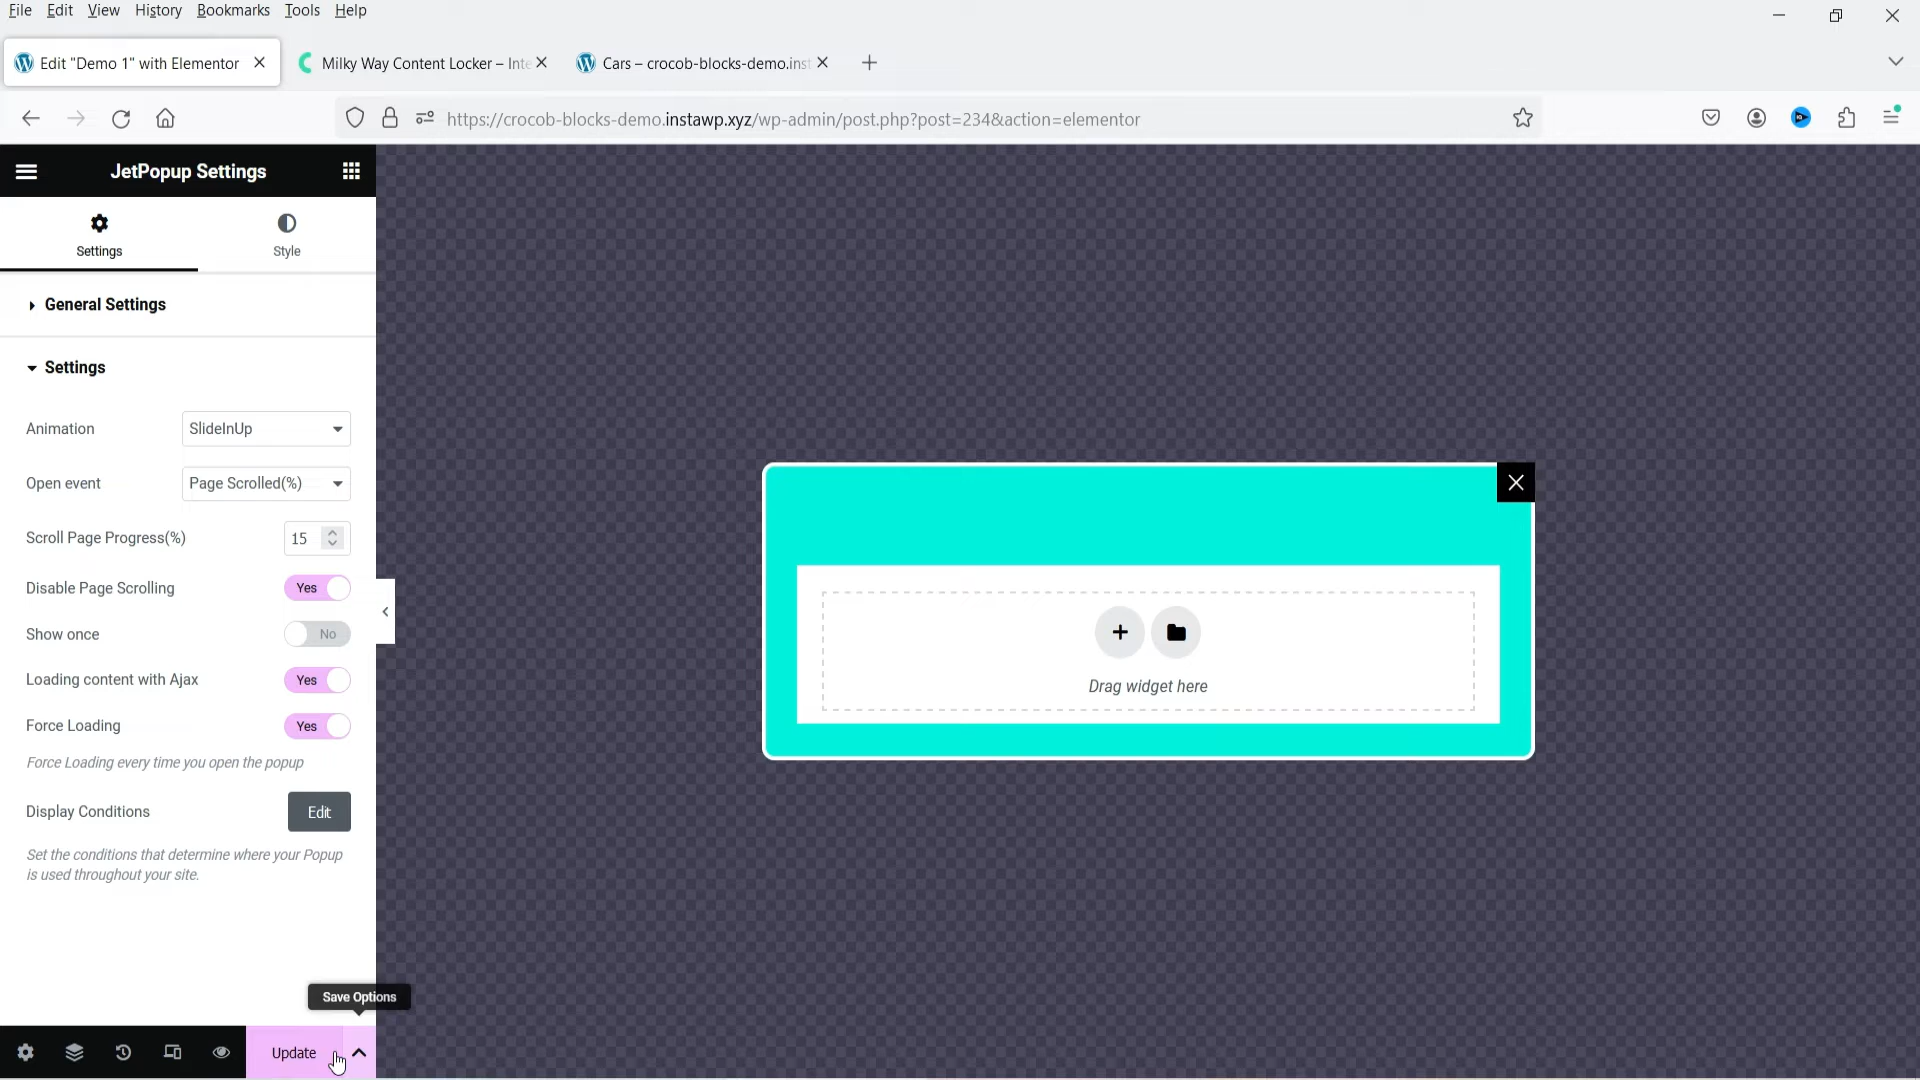 File Edit View History Bookmarks Tools Help
Edit "Demo 1" with Elementor
Milky Way Content Locker – Inte
Cars – crocob-blocks-demo.inst
https://crocob-blocks-demo.instawp.xyz/wp-admin/post.php?post=234&action=elementor
JetPopup Settings
Settings
Style
General Settings
Settings
Animation
SlideInUp
Open event
Page Scrolled(%)
Scroll Page Progress(%)
15
Disable Page Scrolling
Yes
Show once
No
Loading content with Ajax
Yes
Force Loading
Yes
Force Loading every time you open the popup
Display Conditions
Edit
Set the conditions that determine where your Popup
is used throughout your site.
Drag widget here
Save Options
Update